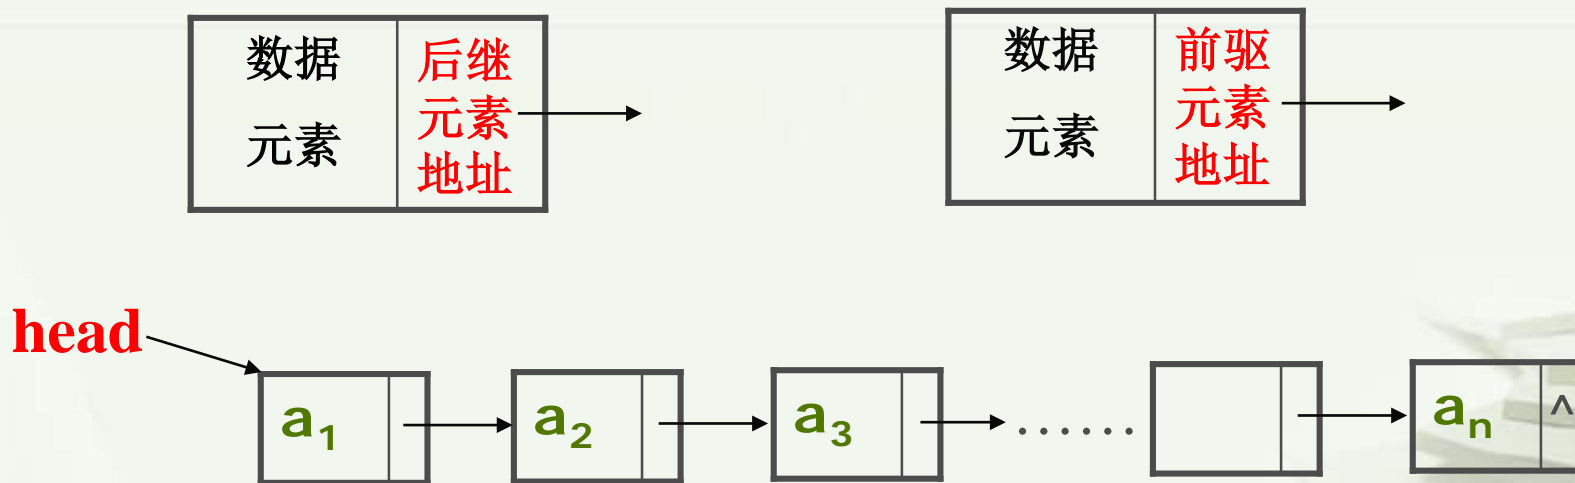 数据
元素
后继
元素
地址
数据
元素
前驱
元素
地址
head
a₁
a₂
a₃
......
aₙ
^